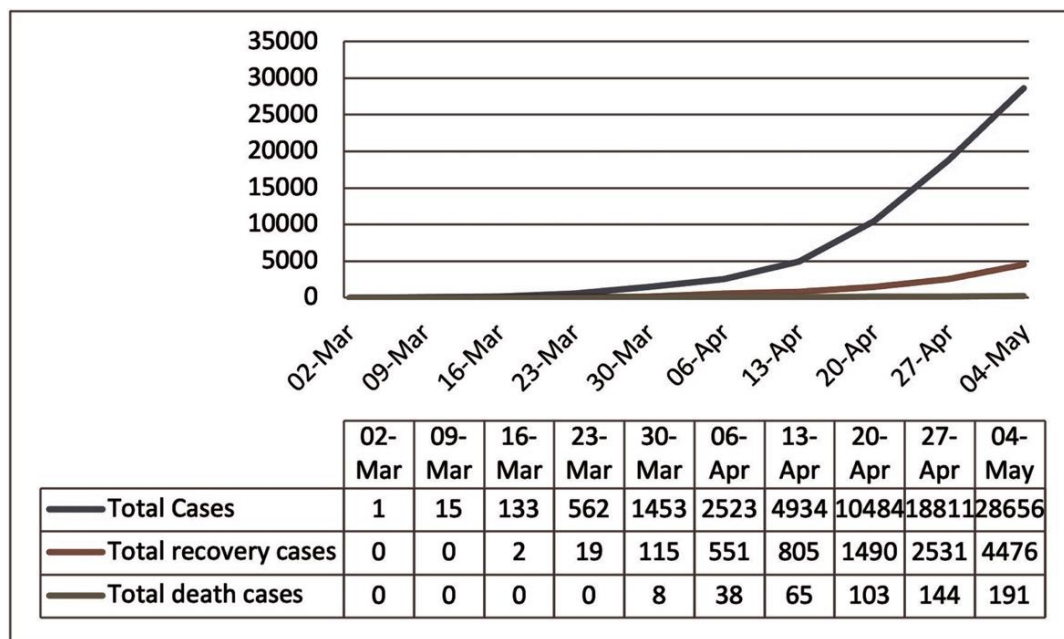 35000
30000
25000
20000
15000
10000
5000
0
02-Mar 09-Mar 16-Mar 23-Mar 30-Mar 06-Apr 13-Apr 20-Apr 27-Apr 04-May
02- 09- 16- 23- 30- 06- 13- 20- 27- 04-
Mar Mar Mar Mar Mar Apr Apr Apr Apr May
Total Cases 1 15 133 562 1453 2523 4934 10484 18811 28656
Total recovery cases 0 0 2 19 115 551 805 1490 2531 4476
Total death cases 0 0 0 0 8 38 65 103 144 191